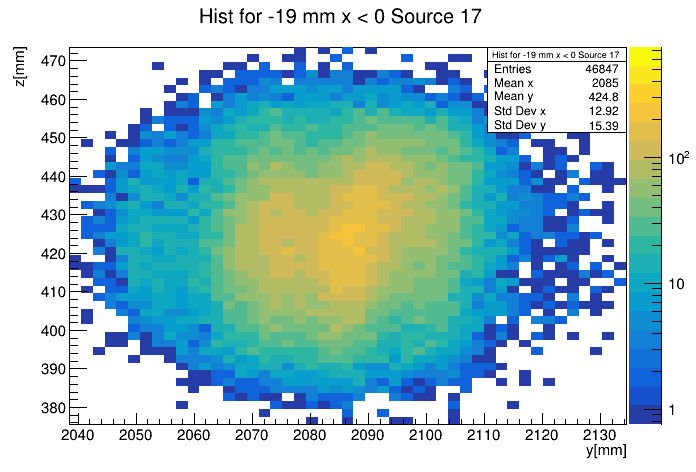 Hist for -19 mm x < 0 Source 17
z[mm]
Hist for -19 mm x < 0 Source 17
Entries 46847
Mean x 2085
Mean y 424.8
Std Dev x 12.92
Std Dev y 15.39
470
460
450
440
430
420
410
400
390
380
10²
10
1
2040 2050 2060 2070 2080 2090 2100 2110 2120 2130
y[mm]